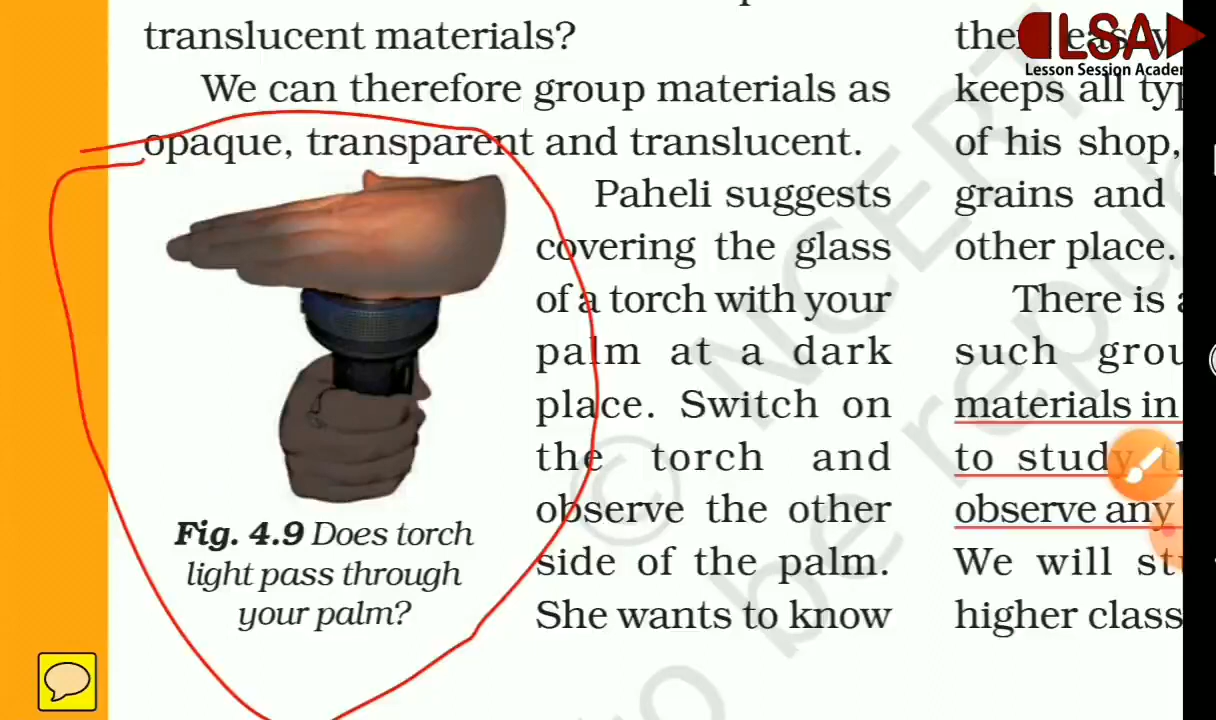 translucent materials?
We can therefore group materials as
opaque, transparent and translucent.
Paheli suggests
covering the glass
of a torch with your
palm at a dark
place. Switch on
the torch and
observe the other
side of the palm.
She wants to know
Fig. 4.9 Does torch
light pass through
your palm?
keeps all
of his shop,
grains and
other place.
There is
such
materials in
to study
observe any
We will
higher class
LSA
Lesson Session
© NCERT
be